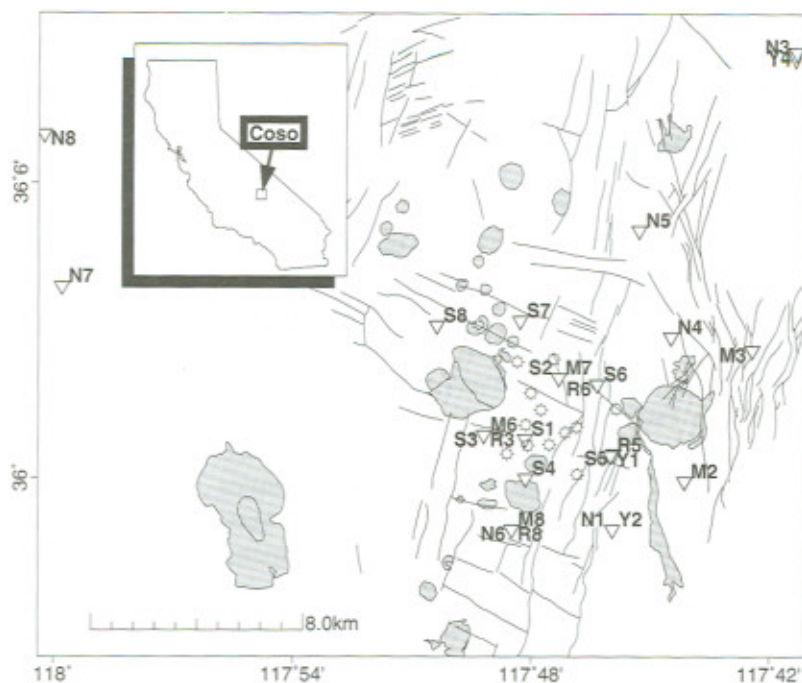 N3
Y4
Coso
N8
36°6'
N5
N7
S8
S7
N4
M3
S2
M7
R6
S6
M6
S3
R3
S1
R5
S5
Y1
36°
S4
M2
M8
N6
R8
N1
Y2
8.0km
118°
117°54'
117°48'
117°42'